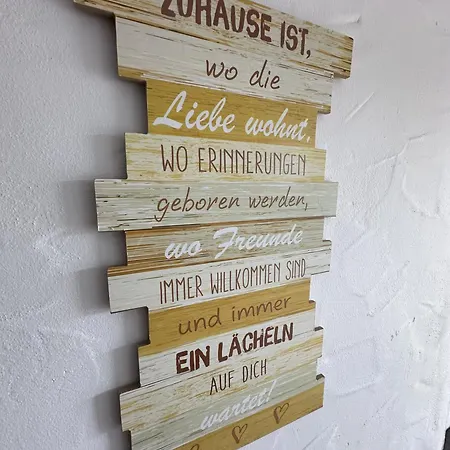 ZUHAUSE IST,
wo die
Liebe wohnt,
WO ERINNERUNGEN
geboren werden,
wo Freunde
IMMER WILLKOMMEN SIND
und immer
EIN LÄCHELN
AUF DICH
wartet!